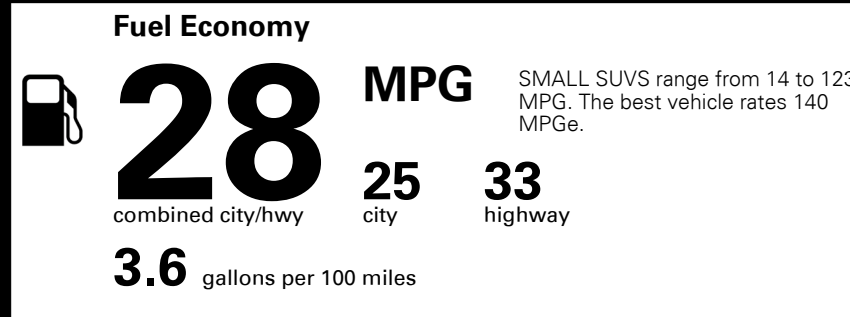 Fuel Economy
28
MPG
SMALL SUVS range from 14 to 123
MPG. The best vehicle rates 140
MPGe.
25
33
combined city/hwy
city
highway
3.6 gallons per 100 miles